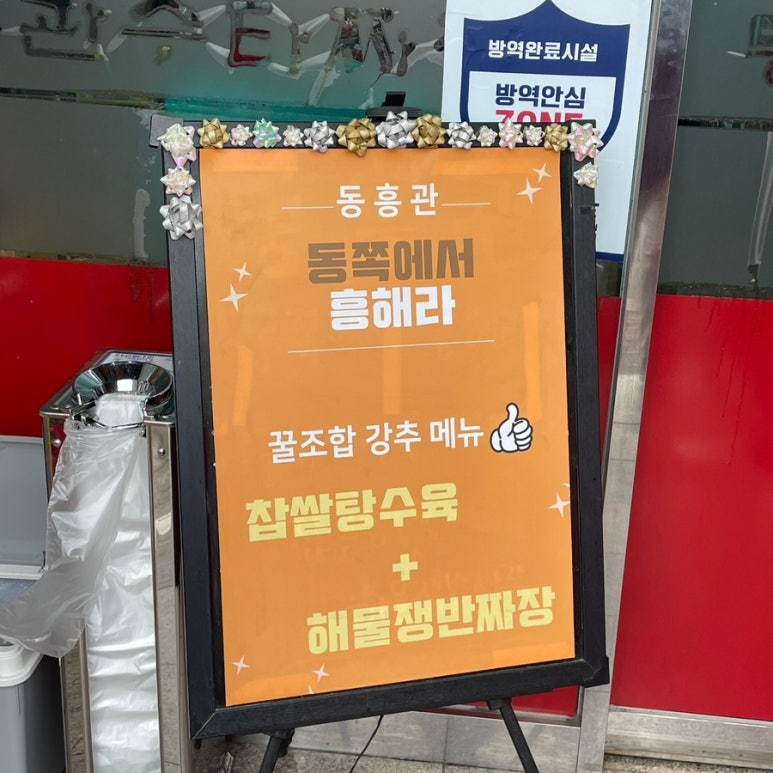 방역완료시설
방역안심
ZONE
동흥관
동쪽에서
흥해라
꿀조합 강추 메뉴
찹쌀탕수육
+
해물쟁반짜장